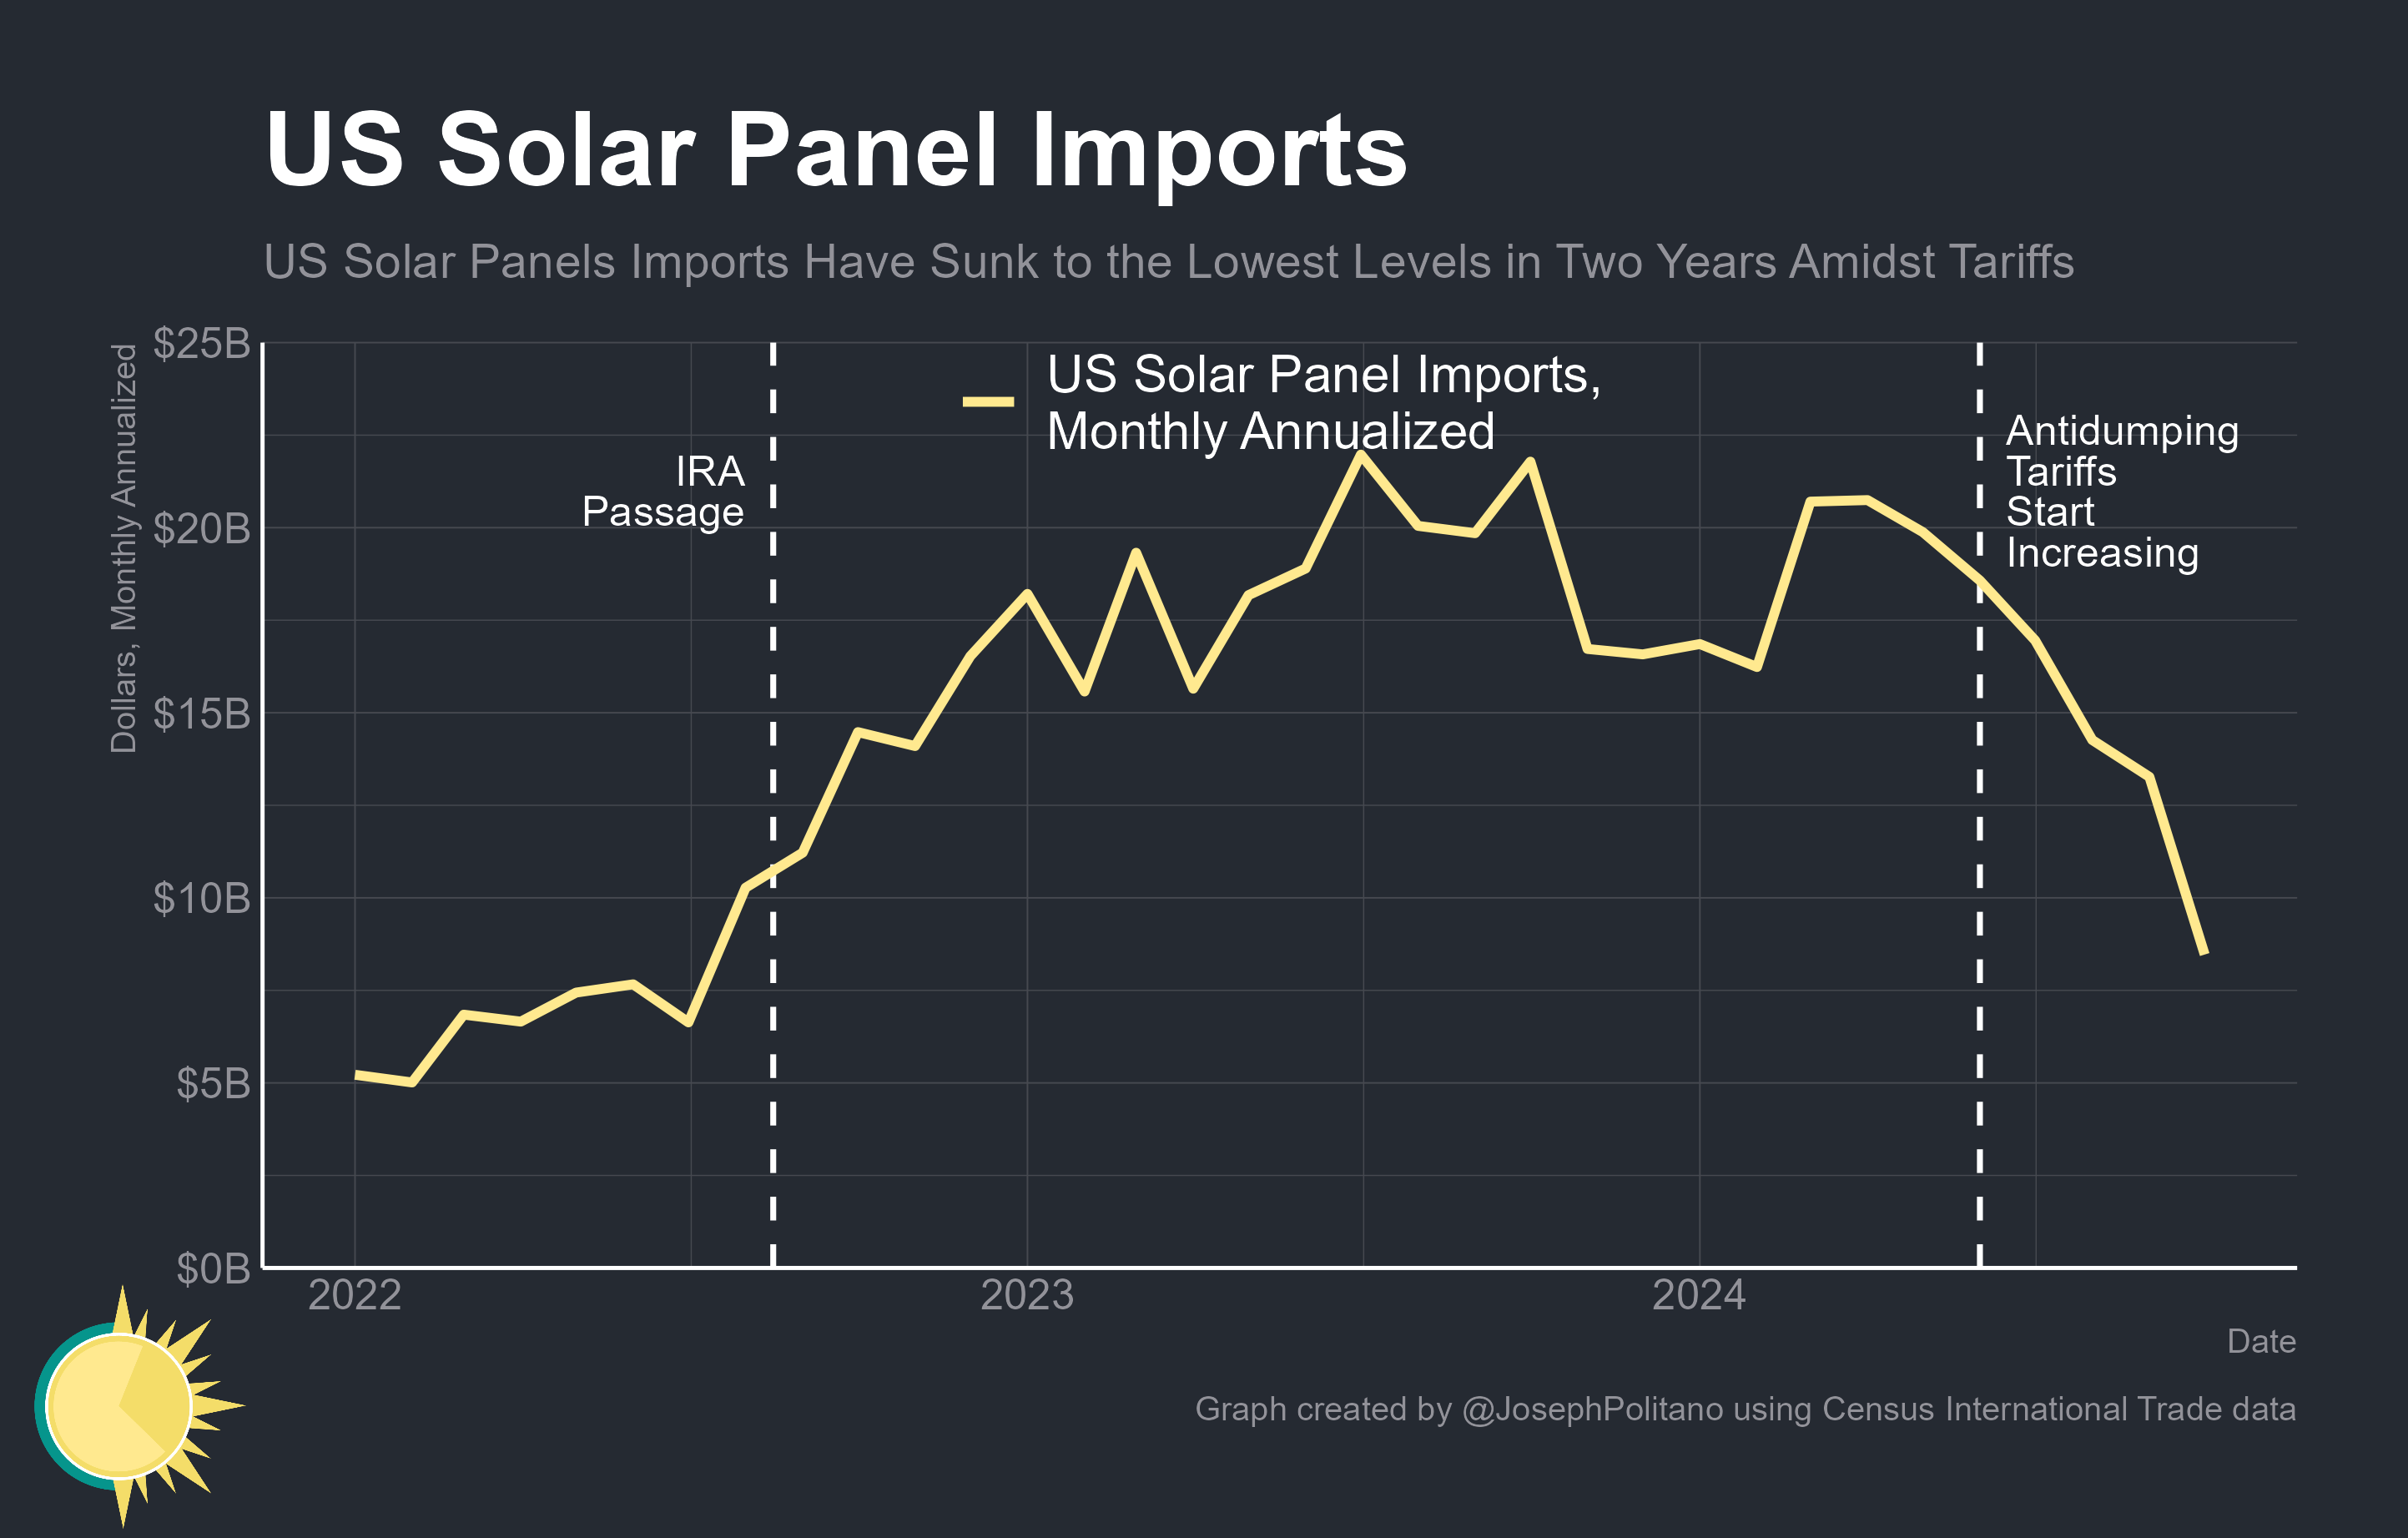 US Solar Panel Imports
US Solar Panels Imports Have Sunk to the Lowest Levels in Two Years Amidst Tariffs
Dollars, Monthly Annualized
$25B
$20B
$15B
$10B
$5B
$0B
US Solar Panel Imports,
Monthly Annualized
IRA
Passage
Antidumping
Tariffs
Start
Increasing
2022
2023
2024
Date
Graph created by @JosephPolitano using Census International Trade data